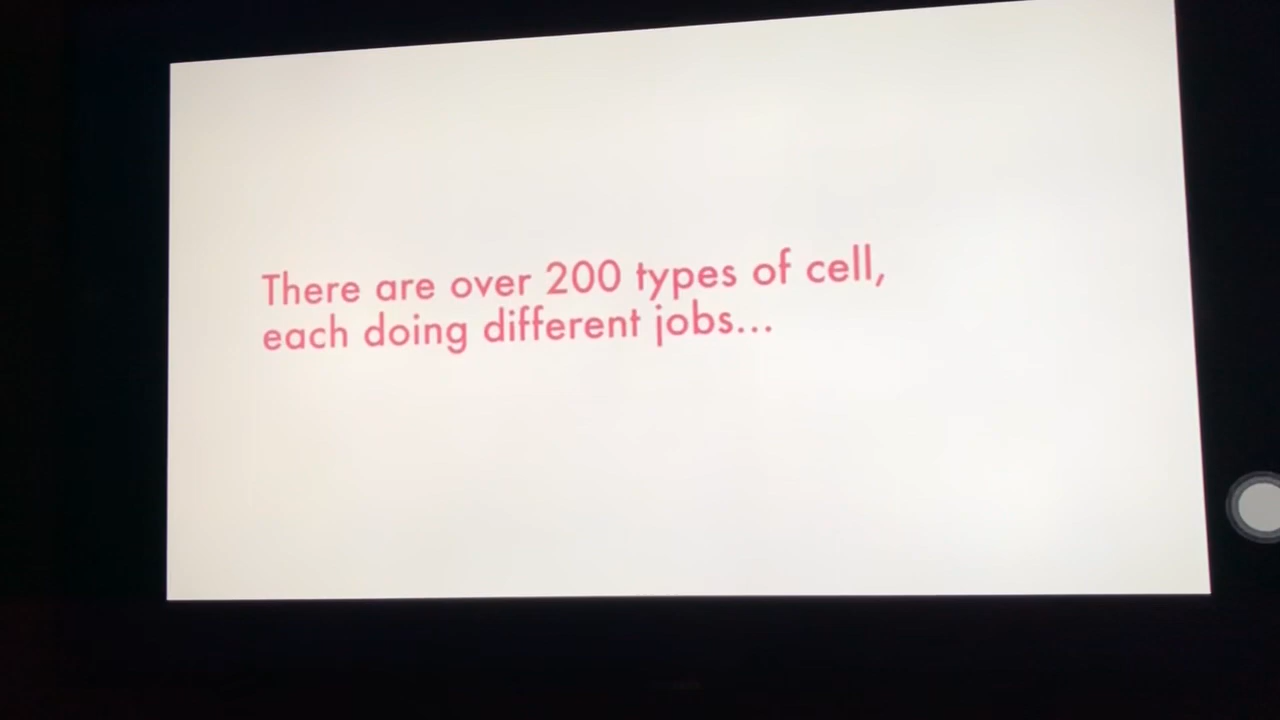 There are over 200 types of cell,
each doing different jobs...